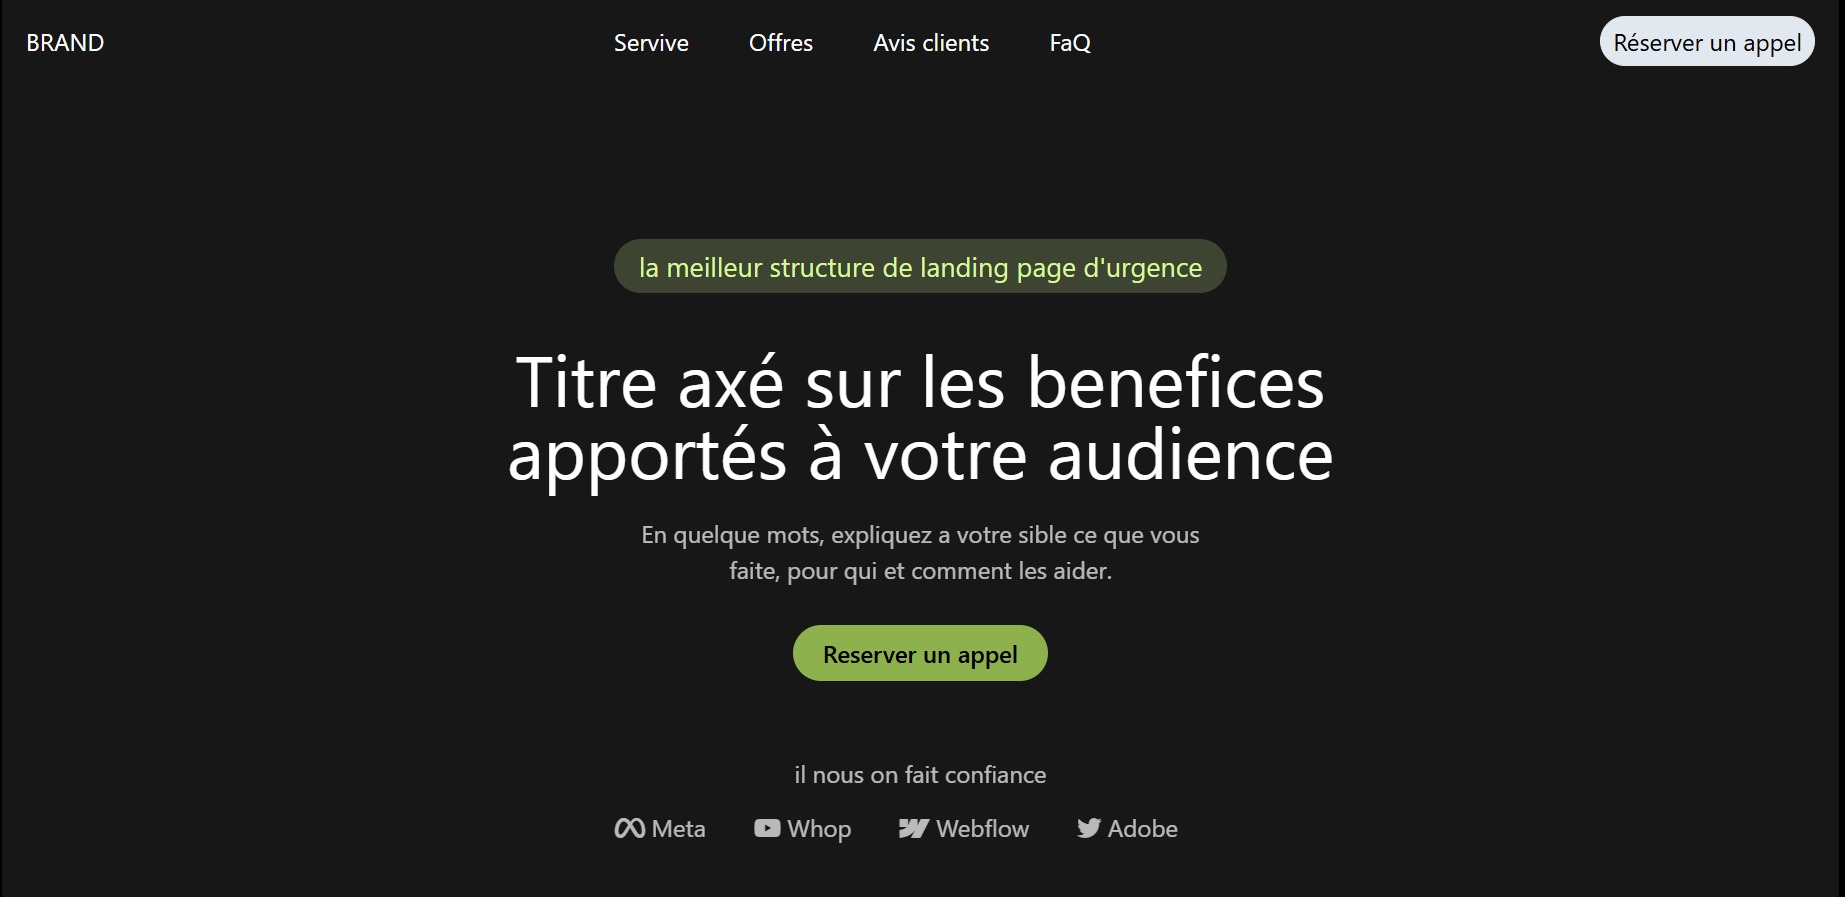 BRAND
Servive
Offres
Avis clients
FaQ
Réserver un appel
la meilleur structure de landing page d'urgence
Titre axé sur les benefices
apportés à votre audience
En quelque mots, expliquez a votre sible ce que vous
faite, pour qui et comment les aider.
Reserver un appel
il nous on fait confiance
Meta
Whop
Webflow
Adobe